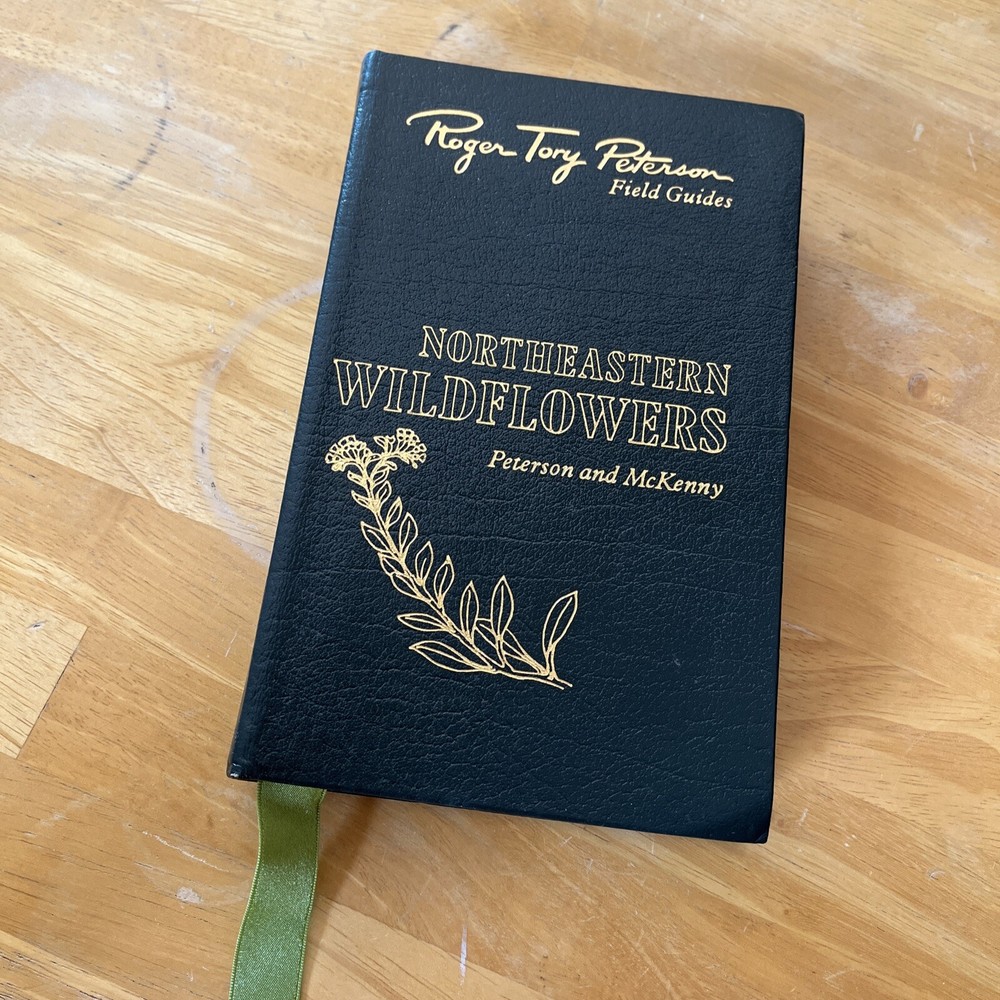 Roger Tory Peterson
Field Guides
NORTHEASTERN
WILDFLOWERS
Peterson and McKenny